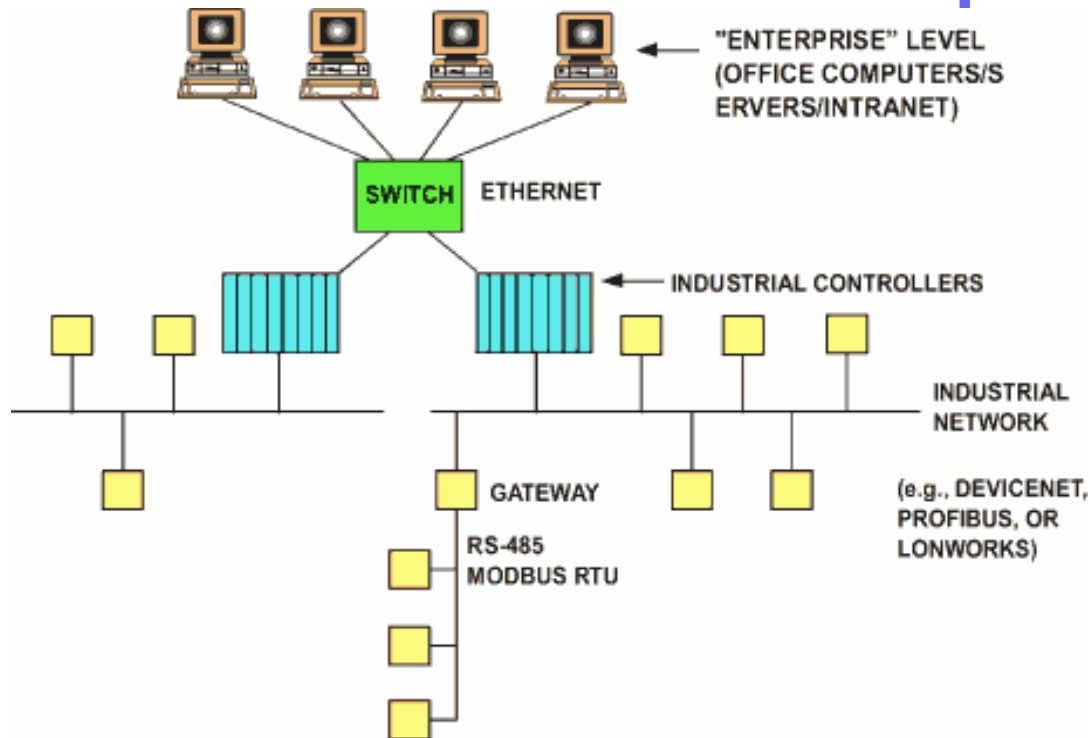 "ENTERPRISE” LEVEL
(OFFICE COMPUTERS/S
ERVERS/INTRANET)
SWITCH
ETHERNET
INDUSTRIAL CONTROLLERS
INDUSTRIAL
NETWORK
GATEWAY
(e.g., DEVICENET,
PROFIBUS, OR
LONWORKS)
RS-485
MODBUS RTU